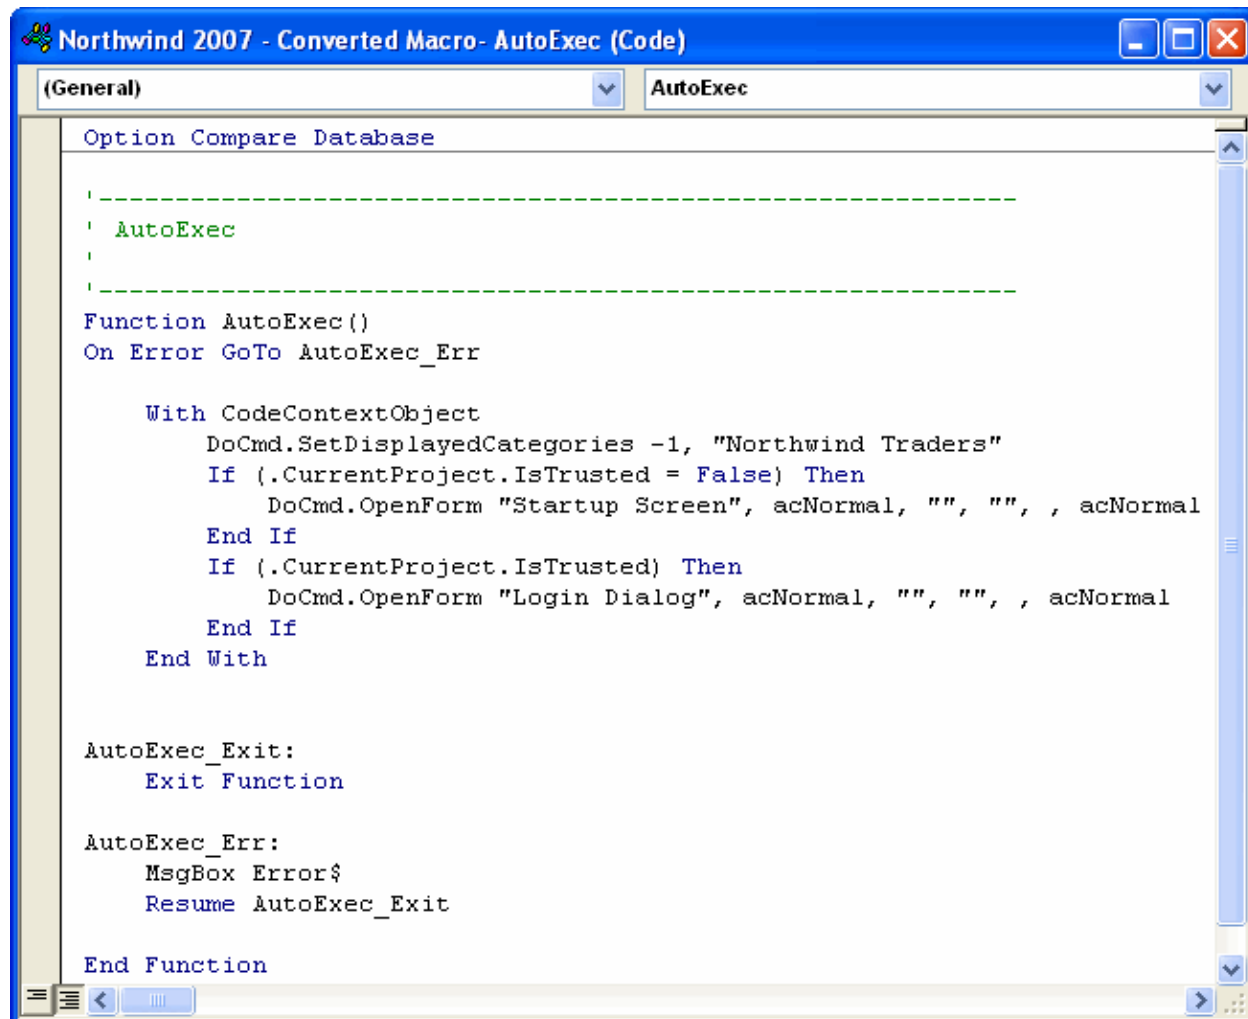 Northwind 2007 - Converted Macro- AutoExec (Code)
(General) AutoExec
Option Compare Database
'------------------------------------------------------------
' AutoExec
'
'------------------------------------------------------------
Function AutoExec()
On Error GoTo AutoExec_Err
    With CodeContextObject
        DoCmd.SetDisplayedCategories -1, "Northwind Traders"
        If (.CurrentProject.IsTrusted = False) Then
            DoCmd.OpenForm "Startup Screen", acNormal, "", "", , acNormal
        End If
        If (.CurrentProject.IsTrusted) Then
            DoCmd.OpenForm "Login Dialog", acNormal, "", "", , acNormal
        End If
    End With
AutoExec_Exit:
    Exit Function
AutoExec_Err:
    MsgBox Error$
    Resume AutoExec_Exit
End Function